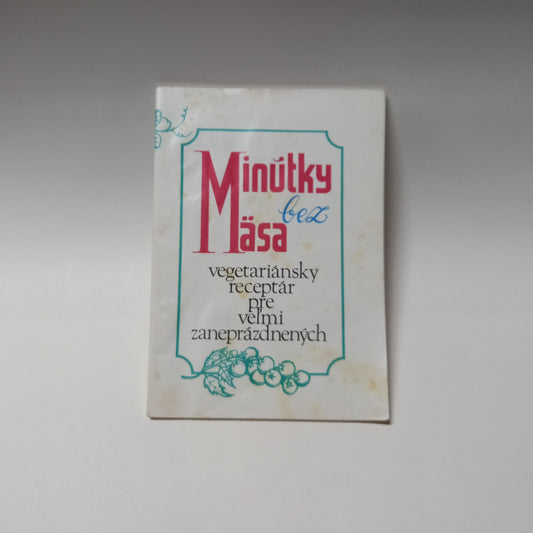 Minútky
bez
Mäsa
vegetariánsky
receptár
pre
veľmi
zaneprázdnených